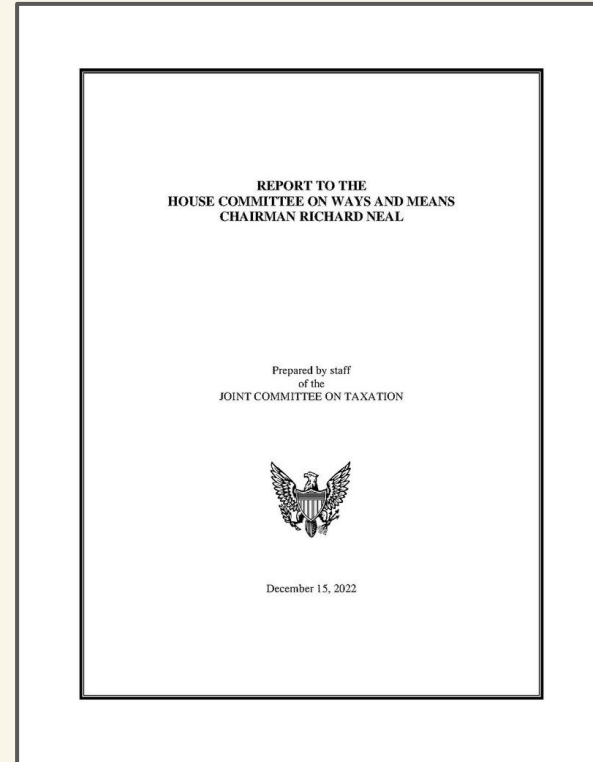 REPORT TO THE
HOUSE COMMITTEE ON WAYS AND MEANS
CHAIRMAN RICHARD NEAL
Prepared by staff
of the
JOINT COMMITTEE ON TAXATION
December 15, 2022